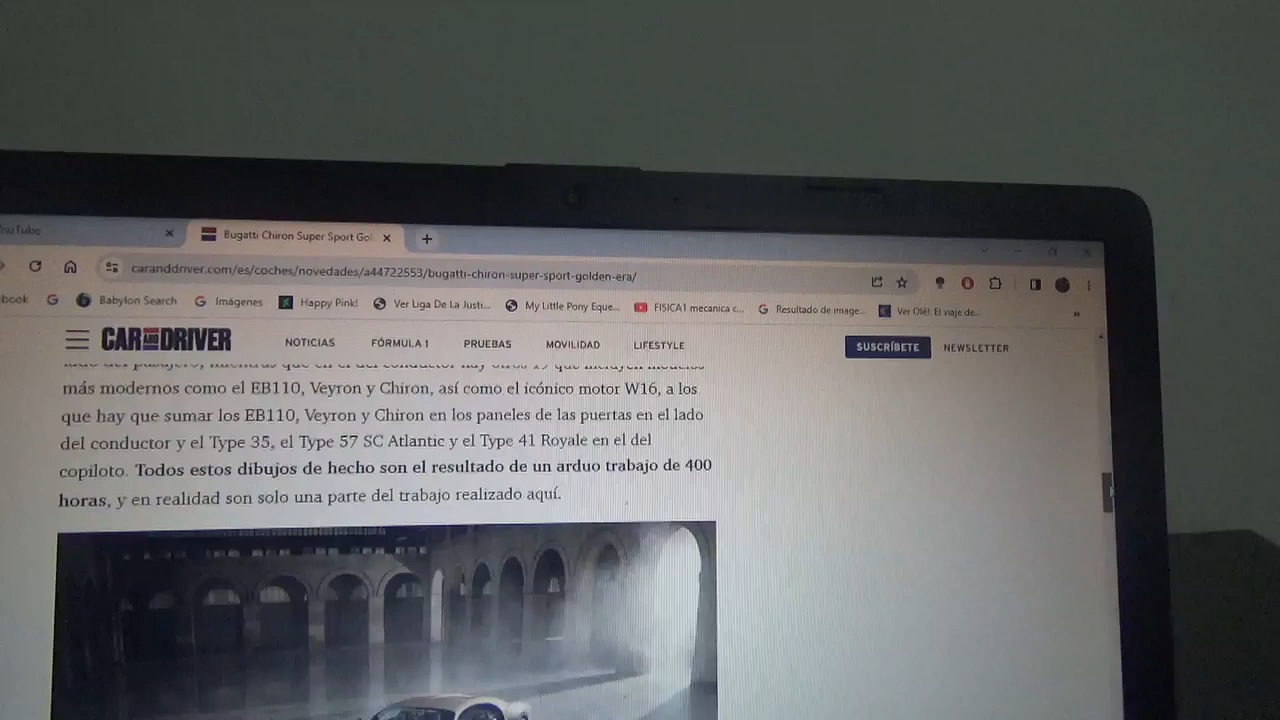 YouTube
Bugatti Chiron Super Sport Gol
caranddriver.com/es/coches/novedades/a44722553/bugatti-chiron-super-sport-golden-era/
book
Babylon Search
Imágenes
Happy Pink!
Ver Liga De La Justi...
My Little Pony Eque...
FISICA1 mecanica c...
Resultado de image...
Ver Olé! El viaje de...
CAR AND DRIVER
NOTICIAS
FÓRMULA 1
PRUEBAS
MOVILIDAD
LIFESTYLE
SUSCRÍBETE
NEWSLETTER
más modernos como el EB110, Veyron y Chiron, así como el icónico motor W16, a los
que hay que sumar los EB110, Veyron y Chiron en los paneles de las puertas en el lado
del conductor y el Type 35, el Type 57 SC Atlantic y el Type 41 Royale en el del
copiloto. Todos estos dibujos de hecho son el resultado de un arduo trabajo de 400
horas, y en realidad son solo una parte del trabajo realizado aquí.